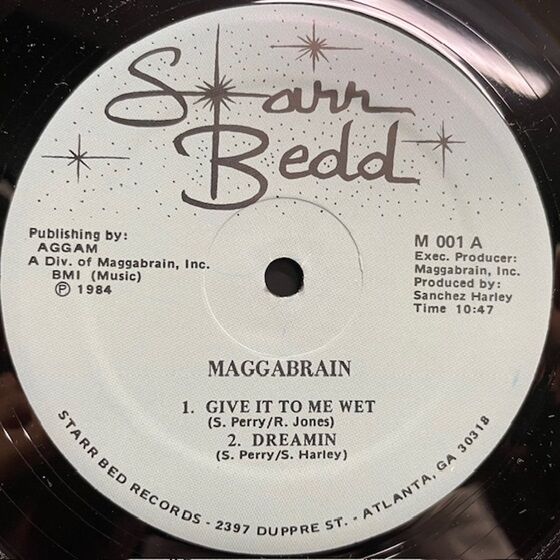 Starr
Bedd
Publishing by:
AGGAM
A Div. of Maggabrain, Inc.
BMI (Music)
Ⓟ 1984
M 001 A
Exec. Producer:
Maggabrain, Inc.
Produced by:
Sanchez Harley
Time 10:47
MAGGABRAIN
1. GIVE IT TO ME WET
(S. Perry/R. Jones)
2. DREAMIN
(S. Perry/S. Harley)
STARR BED RECORDS - 2397 DUPPRE ST. - ATLANTA, GA 30318